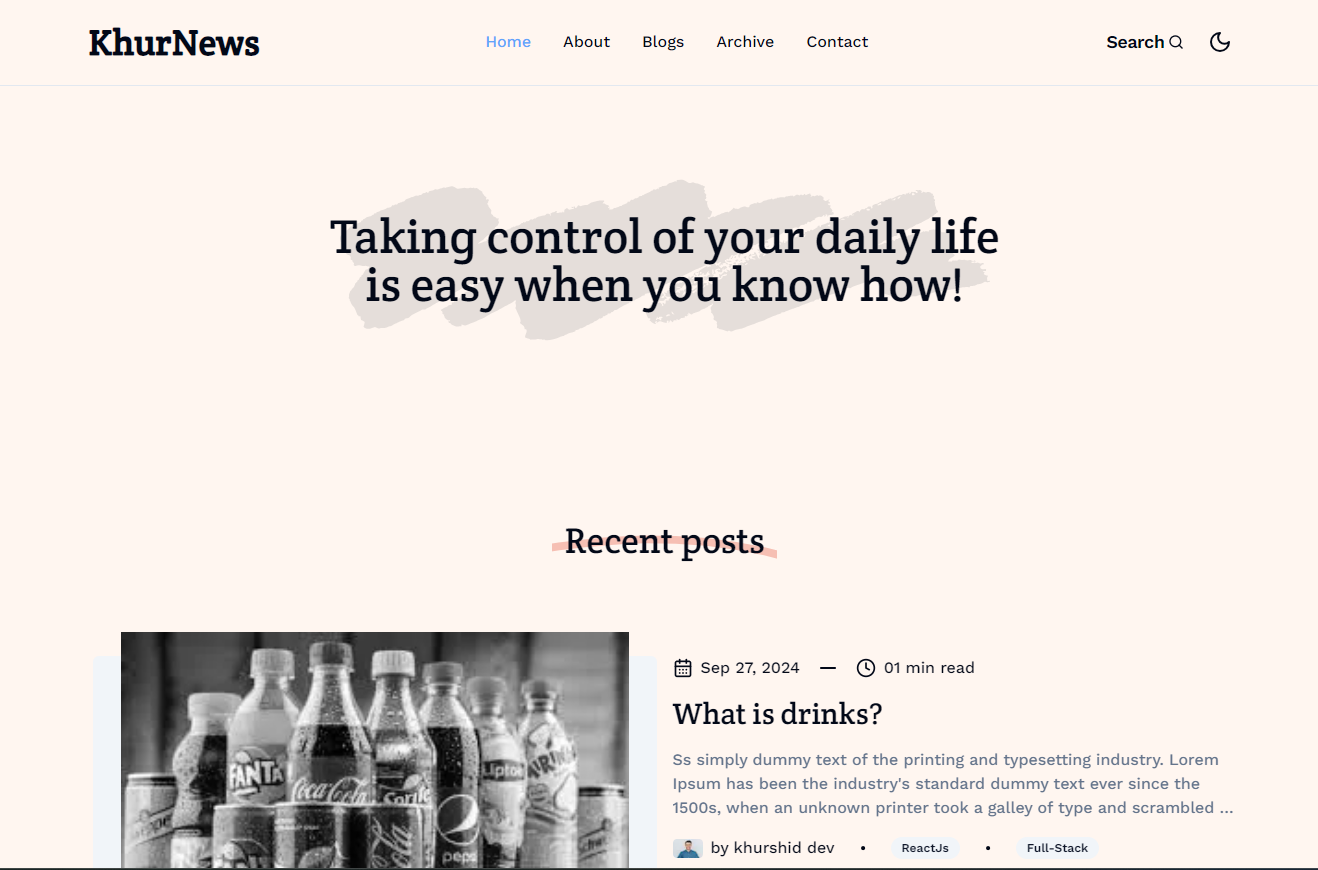 KhurNews
Home About Blogs Archive Contact
Search
Taking control of your daily life
is easy when you know how!
Recent posts
Sep 27, 2024 — 01 min read
What is drinks?
Ss simply dummy text of the printing and typesetting industry. Lorem
Ipsum has been the industry's standard dummy text ever since the
1500s, when an unknown printer took a galley of type and scrambled ...
by khurshid dev • ReactJs • Full-Stack
FANTA
Coca-Cola
Sprite
Lipton
pepsi